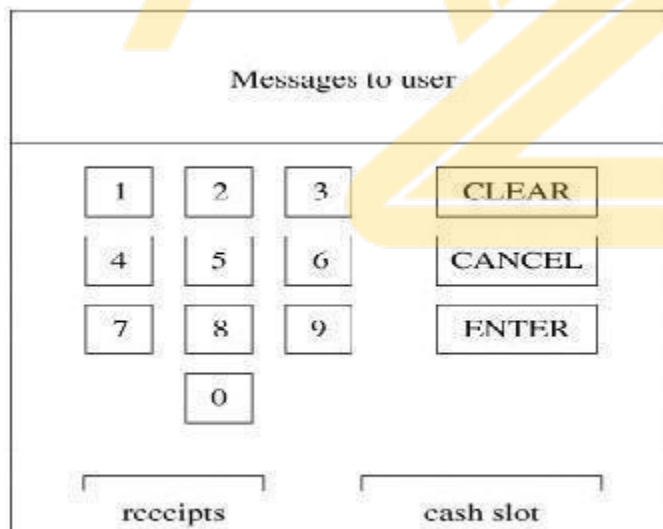 Messages to user
1 2 3 CLEAR
4 5 6 CANCEL
7 8 9 ENTER
0
receipts cash slot